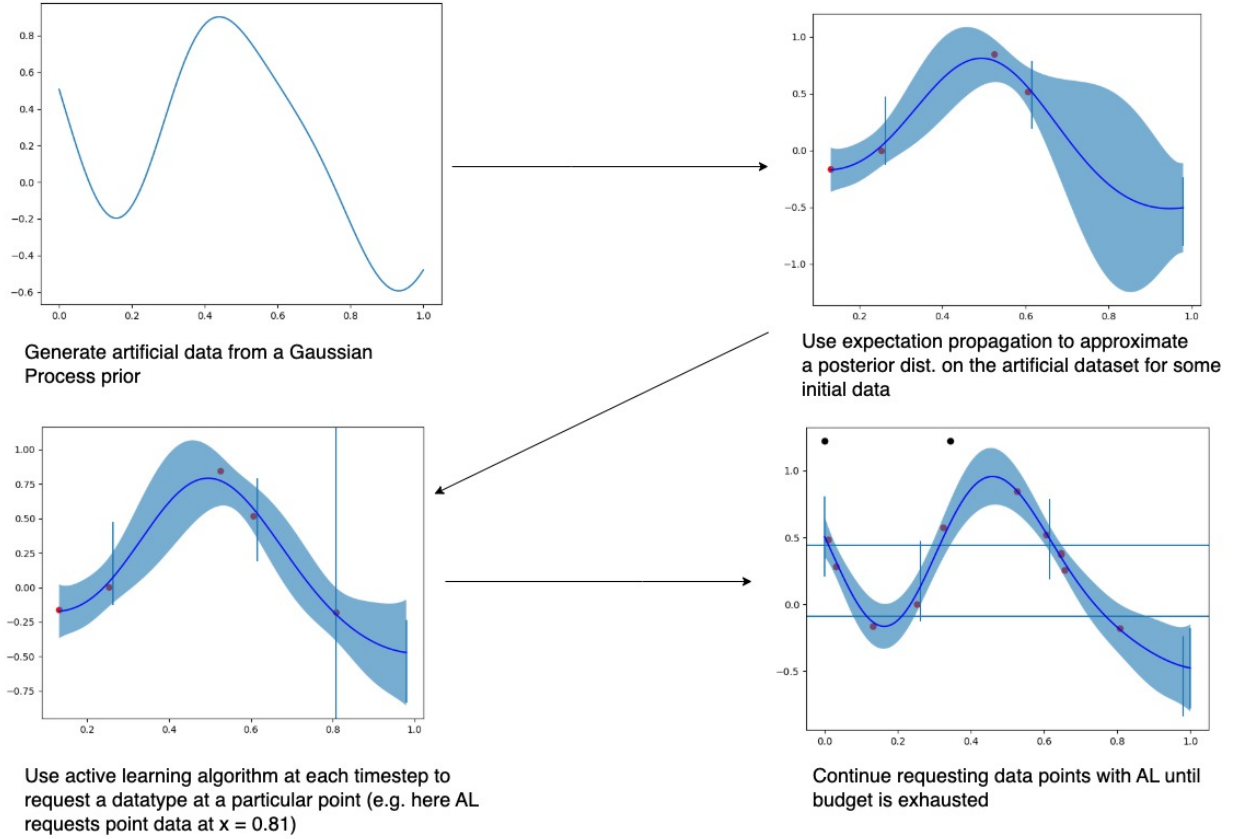 0.8
0.6
0.4
0.2
0.0
−0.2
−0.4
−0.6
0.0 0.2 0.4 0.6 0.8 1.0
Generate artificial data from a Gaussian
Process prior
1.0
0.5
0.0
−0.5
−1.0
0.2 0.4 0.6 0.8 1.0
Use expectation propagation to approximate
a posterior dist. on the artificial dataset for some
initial data
1.00
0.75
0.50
0.25
0.00
−0.25
−0.50
−0.75
0.2 0.4 0.6 0.8 1.0
Use active learning algorithm at each timestep to
request a datatype at a particular point (e.g. here AL
requests point data at x = 0.81)
1.0
0.5
0.0
−0.5
0.0 0.2 0.4 0.6 0.8 1.0
Continue requesting data points with AL until
budget is exhausted